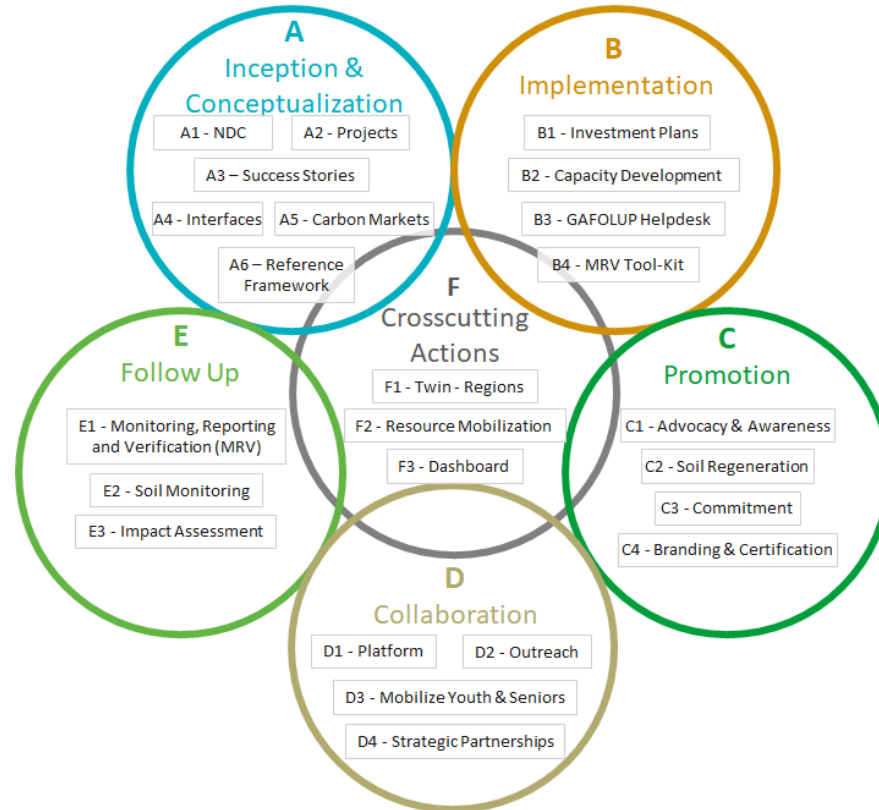 A
Inception &
Conceptualization
A1 - NDC
A2 - Projects
A3 – Success Stories
A4 - Interfaces
A5 - Carbon Markets
A6 – Reference
Framework
B
Implementation
B1 - Investment Plans
B2 - Capacity Development
B3 - GAFOLUP Helpdesk
B4 - MRV Tool-Kit
F
Crosscutting
Actions
F1 - Twin - Regions
F2 - Resource Mobilization
F3 - Dashboard
E
Follow Up
E1 - Monitoring, Reporting
and Verification (MRV)
E2 - Soil Monitoring
E3 - Impact Assessment
C
Promotion
C1 - Advocacy & Awareness
C2 - Soil Regeneration
C3 - Commitment
C4 - Branding & Certification
D
Collaboration
D1 - Platform
D2 - Outreach
D3 - Mobilize Youth & Seniors
D4 - Strategic Partnerships